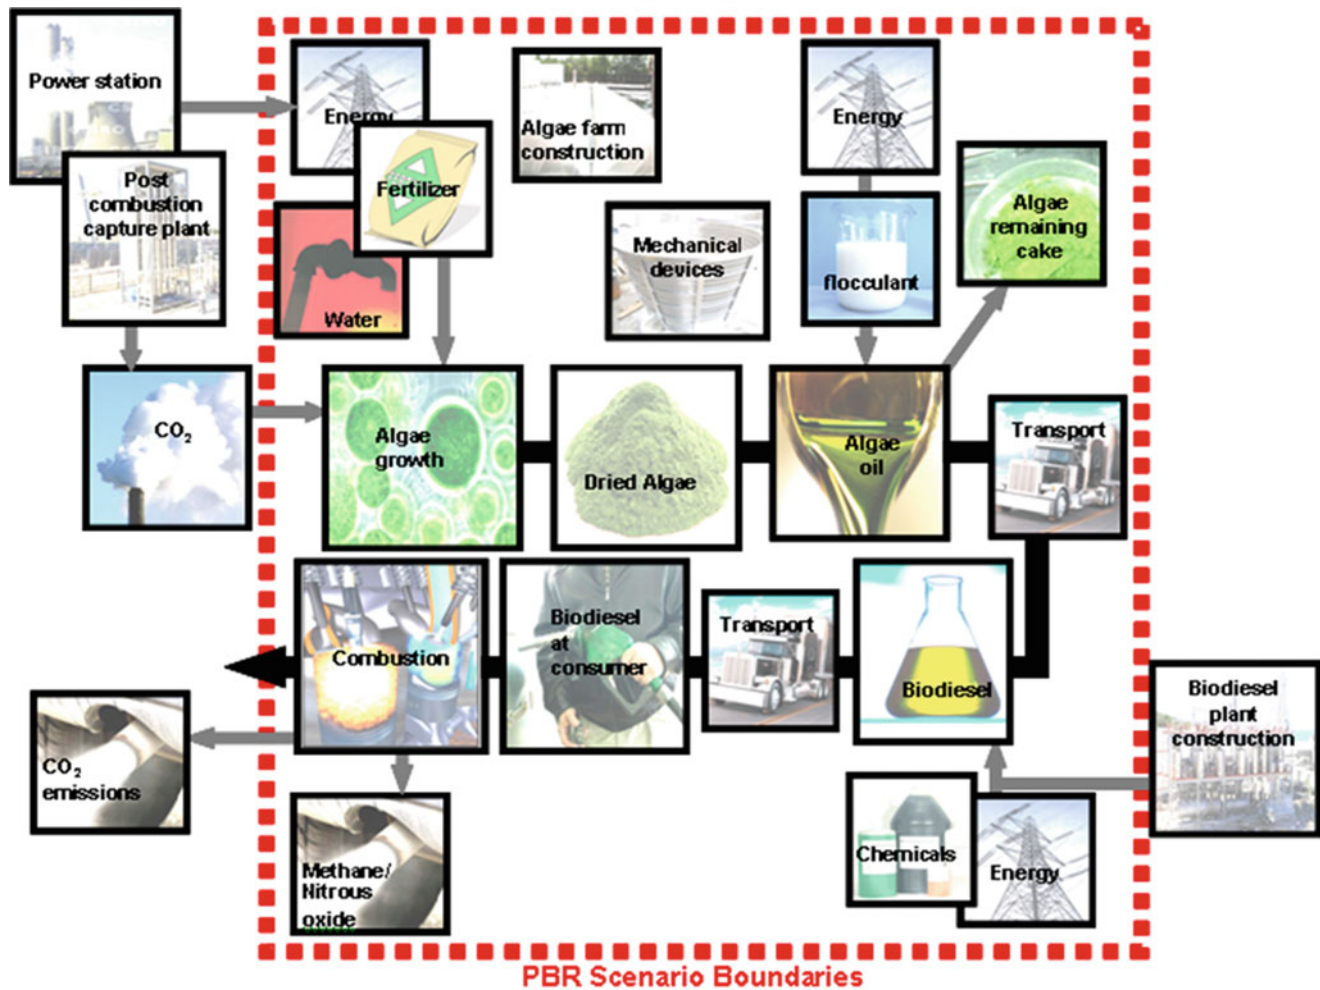 Power station
Post
combustion
capture plant
CO₂
Energy
Fertilizer
Water
Algae farm
construction
Mechanical
devices
Energy
flocculant
Algae
remaining
cake
Algae
growth
Dried Algae
Algae
oil
Transport
Combustion
Biodiesel
at
consumer
Transport
Biodiesel
Biodiesel
plant
construction
CO₂
emissions
Methane/
Nitrous
oxide
Chemicals
Energy
PBR Scenario Boundaries